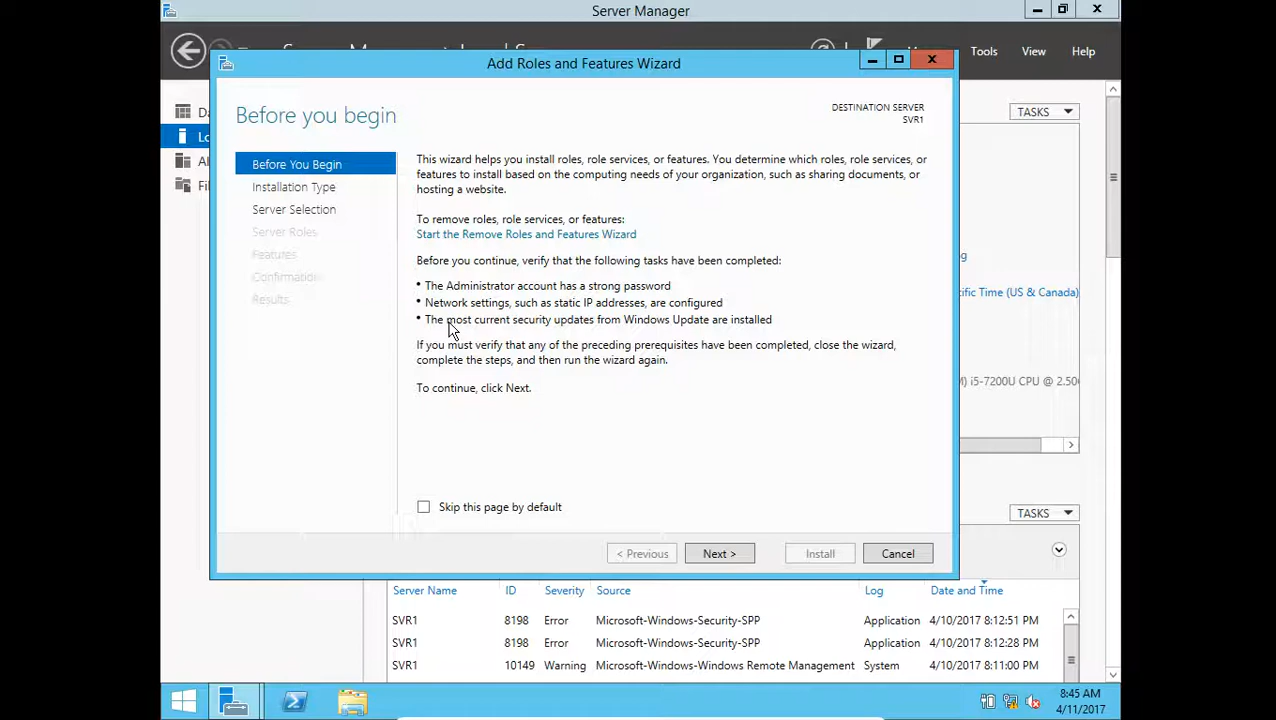 Server Manager
Tools
View
Help
Add Roles and Features Wizard
Before you begin
DESTINATION SERVER
SVR1
TASKS
Before You Begin
Installation Type
Server Selection
Server Roles
Features
Confirmation
Results
This wizard helps you install roles, role services, or features. You determine which roles, role services, or
features to install based on the computing needs of your organization, such as sharing documents, or
hosting a website.
To remove roles, role services, or features:
Start the Remove Roles and Features Wizard
Before you continue, verify that the following tasks have been completed:
• The Administrator account has a strong password
• Network settings, such as static IP addresses, are configured
• The most current security updates from Windows Update are installed
If you must verify that any of the preceding prerequisites have been completed, close the wizard,
complete the steps, and then run the wizard again.
To continue, click Next.
Skip this page by default
< Previous
Next >
Install
Cancel
Time (US & Canada)
i5-7200U CPU @
TASKS
Server Name ID Severity Source Log Date and Time
SVR1 8198 Error Microsoft-Windows-Security-SPP Application 4/10/2017 8:12:51 PM
SVR1 8198 Error Microsoft-Windows-Security-SPP Application 4/10/2017 8:12:28 PM
SVR1 10149 Warning Microsoft-Windows-Windows Remote Management System 4/10/2017 8:11:00 PM
8:45 AM
4/11/2017